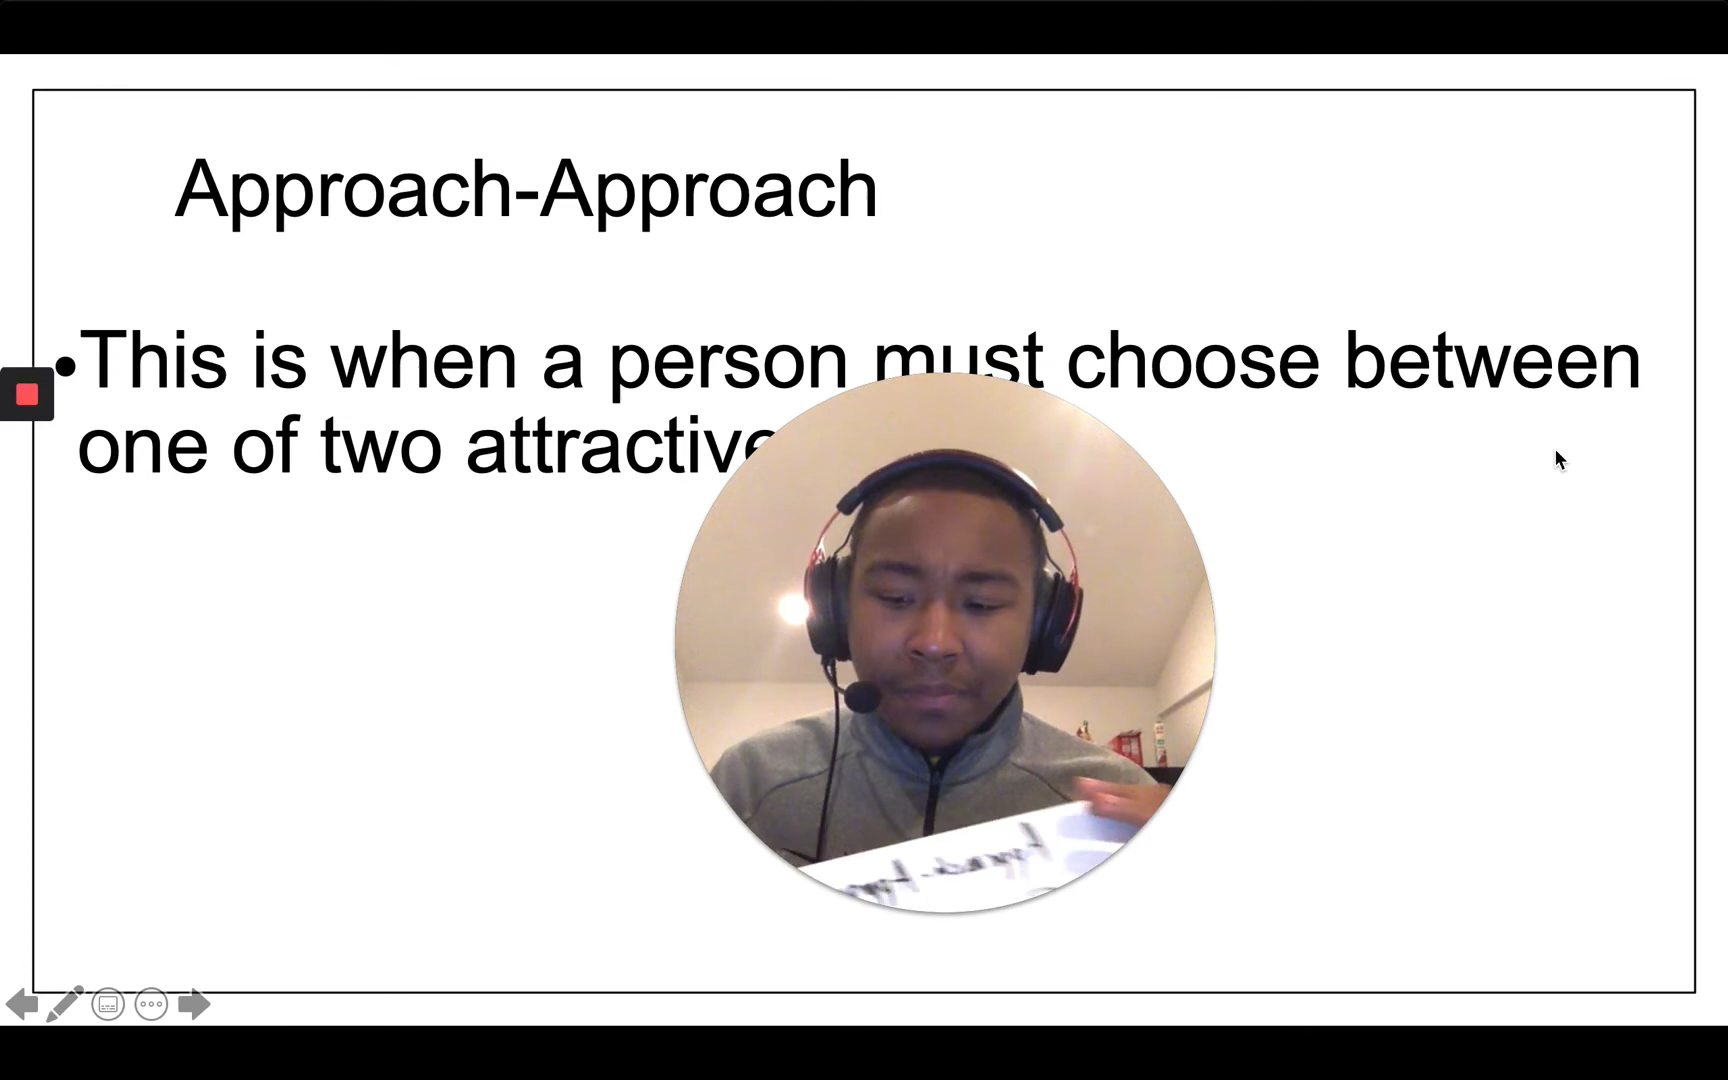 Approach-Approach
•This is when a person must choose between
one of two attractive